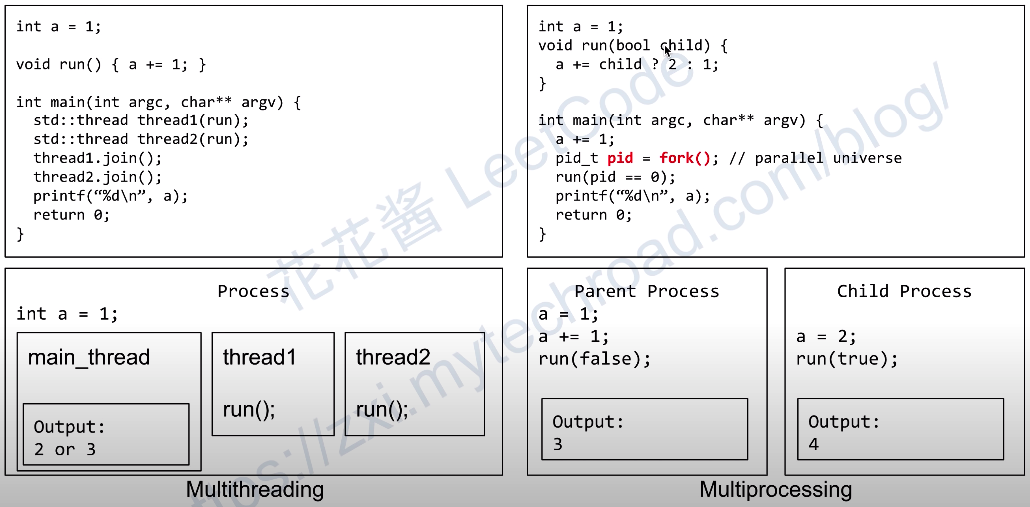 int a = 1;
void run() { a += 1; }
int main(int argc, char** argv) {
std::thread thread1(run);
std::thread thread2(run);
thread1.join();
thread2.join();
printf(“%d\n”, a);
return 0;
}
int a = 1;
void run(bool child) {
a += child ? 2 : 1;
}
int main(int argc, char** argv) {
a += 1;
pid_t pid = fork(); // parallel universe
run(pid == 0);
printf(“%d\n”, a);
return 0;
}
Process
int a = 1;
main_thread
Output:
2 or 3
thread1
run();
thread2
run();
Multithreading
Parent Process
a = 1;
a += 1;
run(false);
Output:
3
Child Process
a = 2;
run(true);
Output:
4
Multiprocessing
花花酱 LeetCode
https://zxi.mytechroad.com/blog/